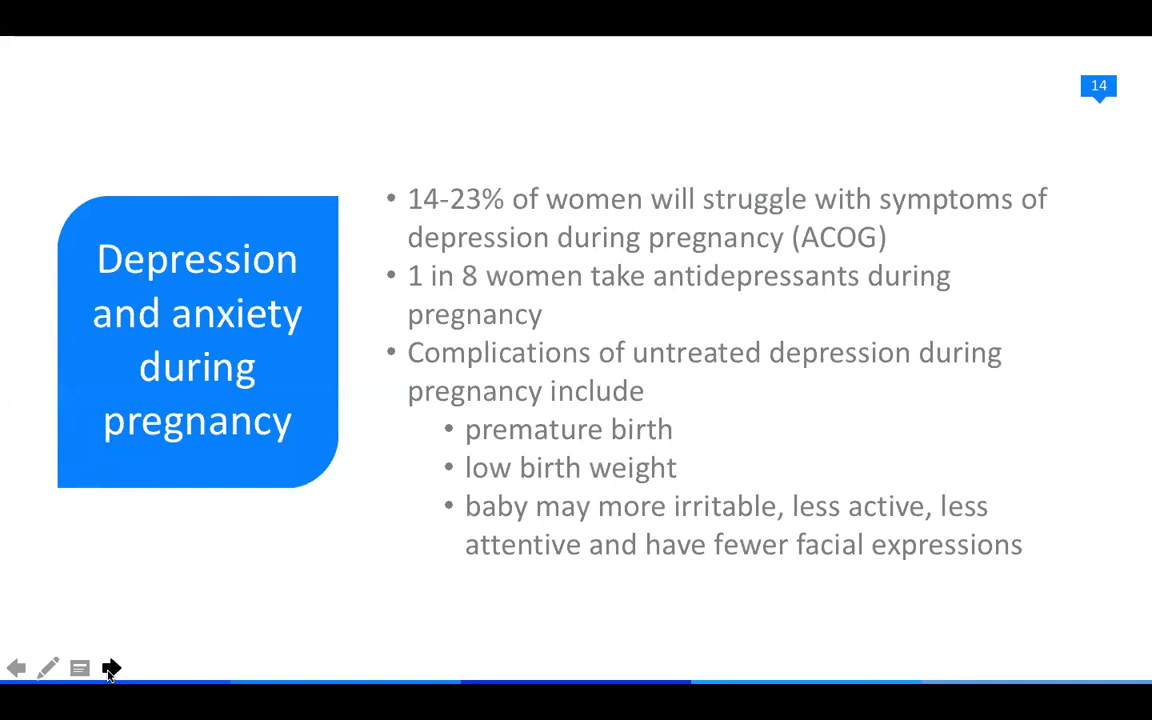 14
Depression
and anxiety
during
pregnancy
• 14-23% of women will struggle with symptoms of
depression during pregnancy (ACOG)
• 1 in 8 women take antidepressants during
pregnancy
• Complications of untreated depression during
pregnancy include
• premature birth
• low birth weight
• baby may more irritable, less active, less
attentive and have fewer facial expressions